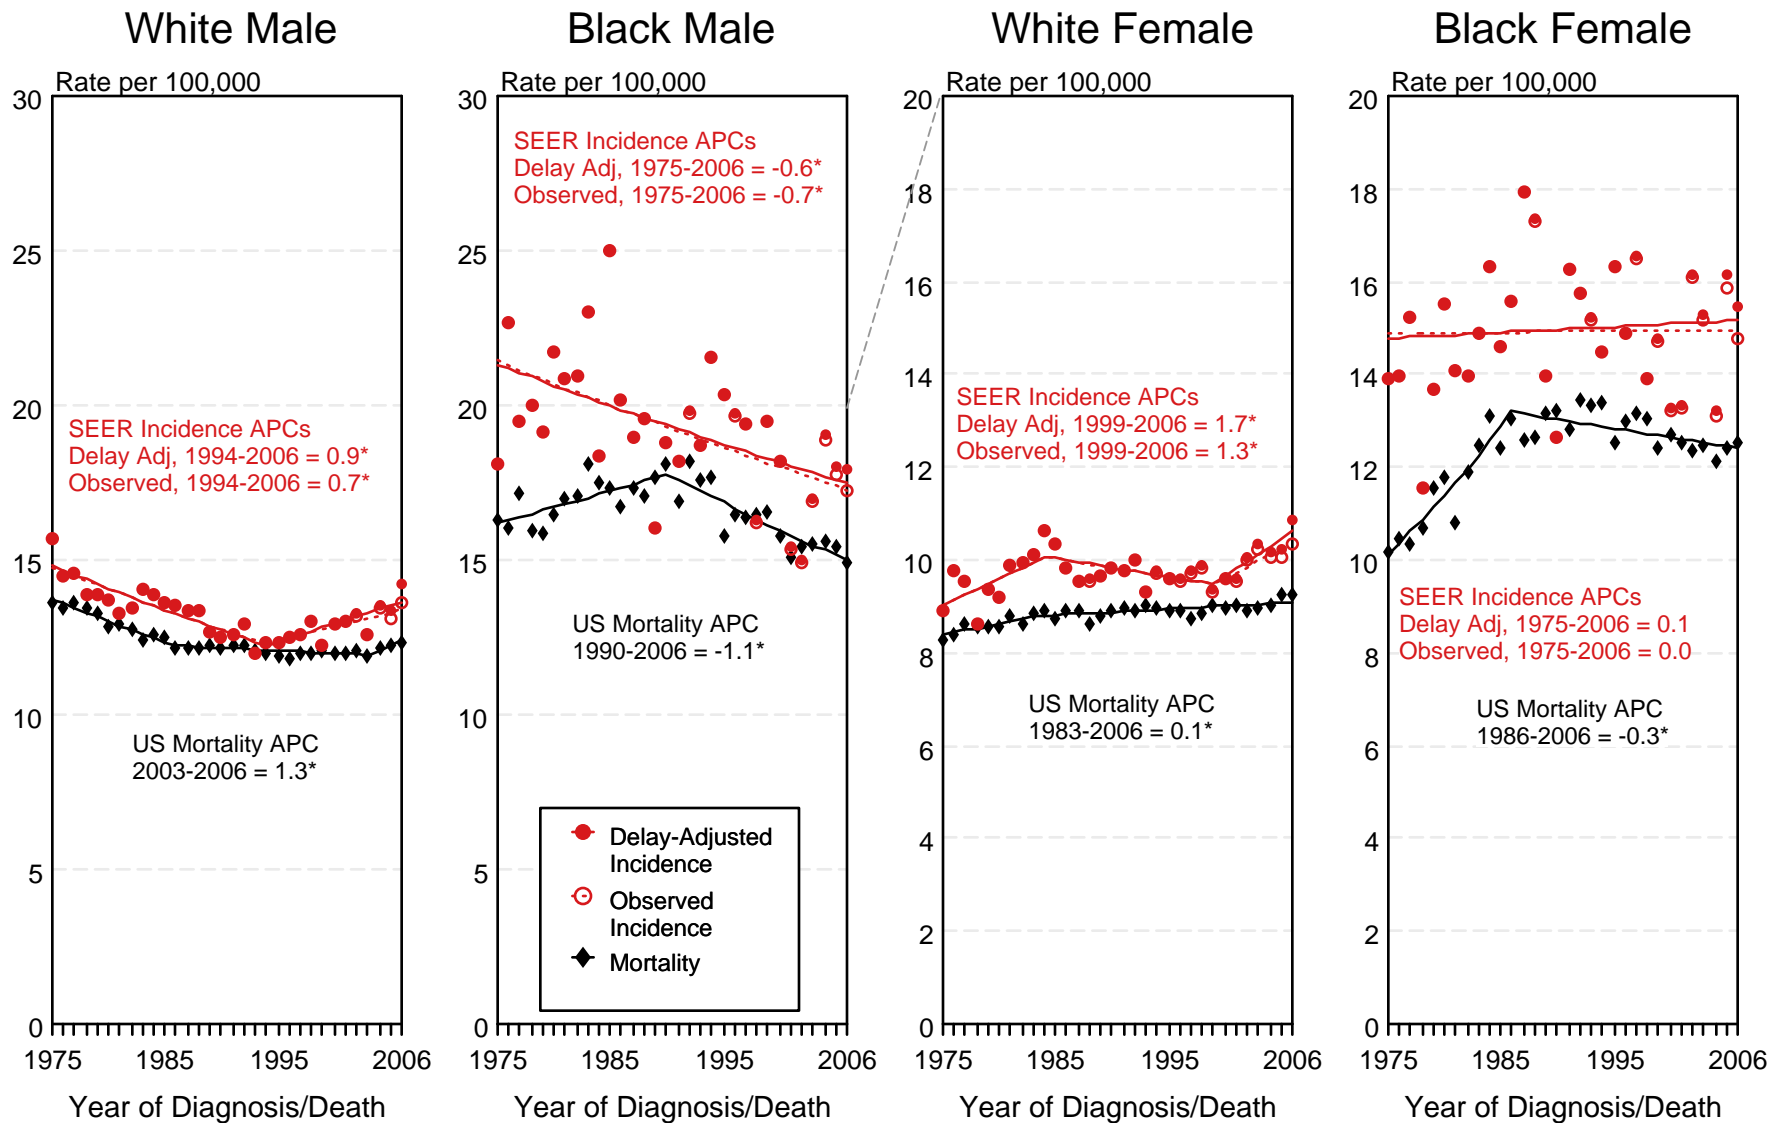 White Male
Rate per 100,000
30
25
20
15
10
5
0
SEER Incidence APCs
Delay Adj, 1994-2006 = 0.9*
Observed, 1994-2006 = 0.7*
US Mortality APC
2003-2006 = 1.3*
1975 1985 1995 2006
Year of Diagnosis/Death
Black Male
Rate per 100,000
30
25
20
15
10
5
0
SEER Incidence APCs
Delay Adj, 1975-2006 = -0.6*
Observed, 1975-2006 = -0.7*
US Mortality APC
1990-2006 = -1.1*
Delay-Adjusted
Incidence
Observed
Incidence
Mortality
1975 1985 1995 2006
Year of Diagnosis/Death
White Female
Rate per 100,000
20
18
16
14
12
10
8
6
4
2
0
SEER Incidence APCs
Delay Adj, 1999-2006 = 1.7*
Observed, 1999-2006 = 1.3*
US Mortality APC
1983-2006 = 0.1*
1975 1985 1995 2006
Year of Diagnosis/Death
Black Female
Rate per 100,000
20
18
16
14
12
10
8
6
4
2
0
SEER Incidence APCs
Delay Adj, 1975-2006 = 0.1
Observed, 1975-2006 = 0.0
US Mortality APC
1986-2006 = -0.3*
1975 1985 1995 2006
Year of Diagnosis/Death